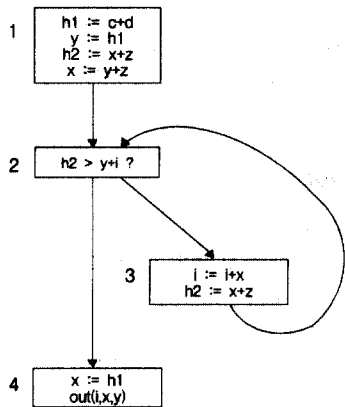 1
h1 := c+d
y := h1
h2 := x+z
x := y+z
2
h2 > y+i ?
3
i := i+x
h2 := x+z
4
x := h1
out(i,x,y)